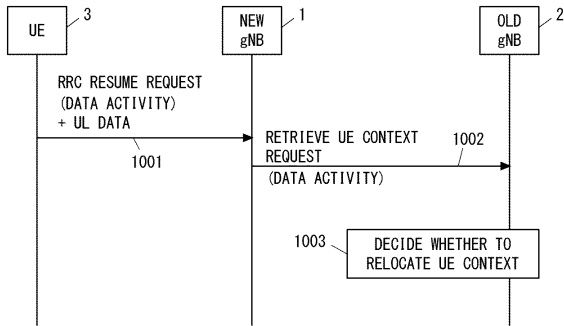 3
1
2
UE
NEW
gNB
OLD
gNB
RRC RESUME REQUEST
(DATA ACTIVITY)
+ UL DATA
1001
RETRIEVE UE CONTEXT
REQUEST
(DATA ACTIVITY)
1002
1003
DECIDE WHETHER TO
RELOCATE UE CONTEXT